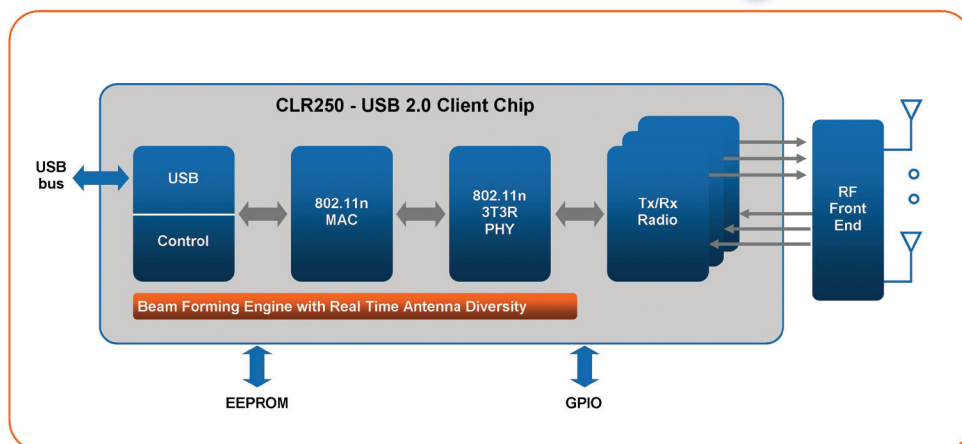 CLR250 - USB 2.0 Client Chip
USB
bus
USB
Control
802.11n
MAC
802.11n
3T3R
PHY
Tx/Rx
Radio
RF
Front
End
Beam Forming Engine with Real Time Antenna Diversity
EEPROM
GPIO